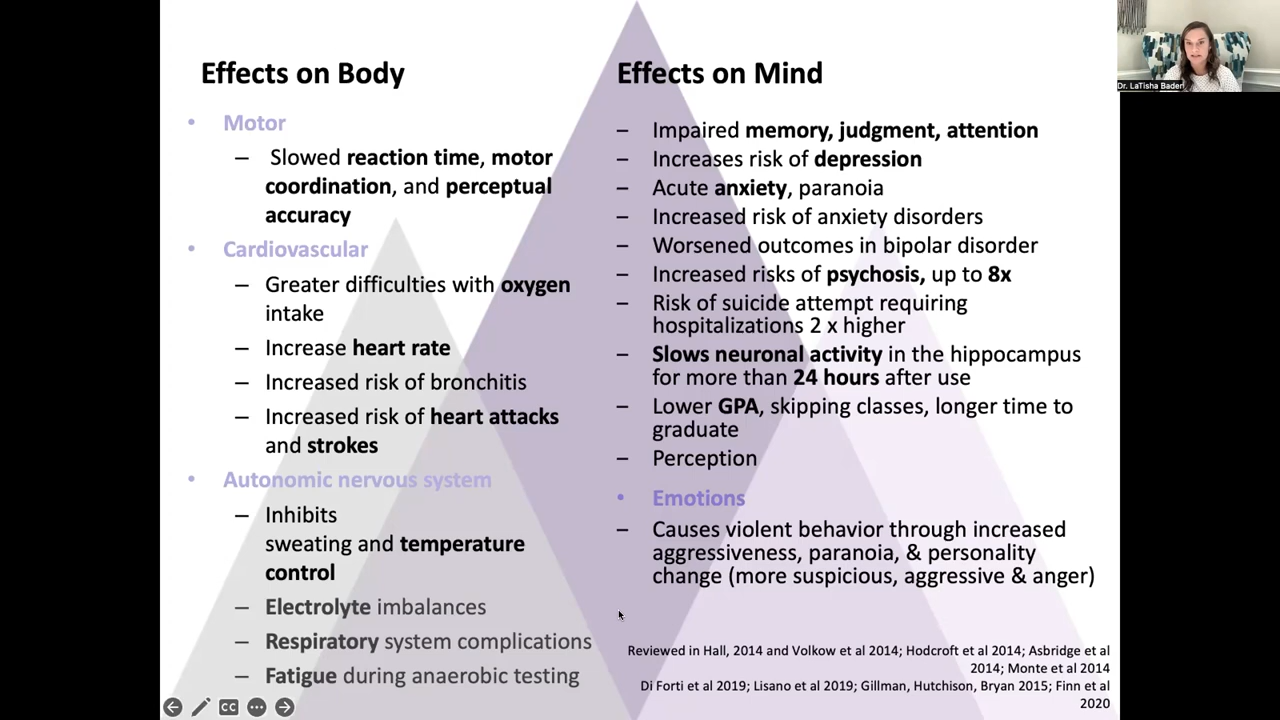 Effects on Body
• Motor
– Slowed reaction time, motor
coordination, and perceptual
accuracy
• Cardiovascular
– Greater difficulties with oxygen
intake
– Increase heart rate
– Increased risk of bronchitis
– Increased risk of heart attacks
and strokes
• Autonomic nervous system
– Inhibits
sweating and temperature
control
– Electrolyte imbalances
– Respiratory system complications
– Fatigue during anaerobic testing
Effects on Mind
– Impaired memory, judgment, attention
– Increases risk of depression
– Acute anxiety, paranoia
– Increased risk of anxiety disorders
– Worsened outcomes in bipolar disorder
– Increased risks of psychosis, up to 8x
– Risk of suicide attempt requiring
hospitalizations 2 x higher
– Slows neuronal activity in the hippocampus
for more than 24 hours after use
– Lower GPA, skipping classes, longer time to
graduate
– Perception
• Emotions
– Causes violent behavior through increased
aggressiveness, paranoia, & personality
change (more suspicious, aggressive & anger)
Reviewed in Hall, 2014 and Volkow et al 2014; Hodcroft et al 2014; Asbridge et al
2014; Monte et al 2014
Di Forti et al 2019; Lisano et al 2019; Gillman, Hutchison, Bryan 2015; Finn et al
2020
Dr. LaTisha Bader
CC